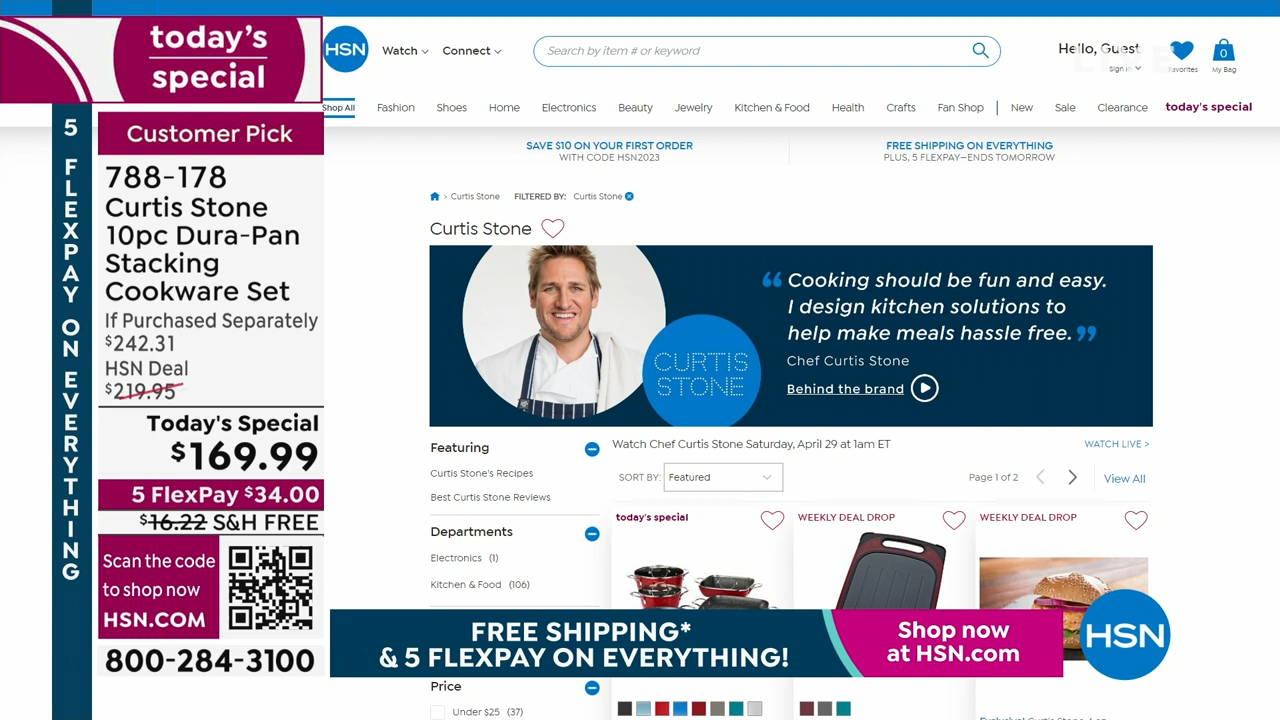 today's
special
5 FLEXPAY ON EVERYTHING
Customer Pick
788-178
Curtis Stone
10pc Dura-Pan
Stacking
Cookware Set
If Purchased Separately
$242.31
HSN Deal
$219.95
Today's Special
$169.99
5 FlexPay $34.00
$16.22 S&H FREE
Scan the code
to shop now
HSN.COM
800-284-3100
HSN
Watch
Connect
Search by item # or keyword
Hello, Guest
Sign in
Favorites
0
My Bag
LIVE
Shop All
Fashion
Shoes
Home
Electronics
Beauty
Jewelry
Kitchen & Food
Health
Crafts
Fan Shop
New
Sale
Clearance
today's special
SAVE $10 ON YOUR FIRST ORDER
WITH CODE HSN2023
FREE SHIPPING ON EVERYTHING
PLUS, 5 FLEXPAY—ENDS TOMORROW
> Curtis Stone
FILTERED BY: Curtis Stone
Curtis Stone
CURTIS
STONE
“ Cooking should be fun and easy.
I design kitchen solutions to
help make meals hassle free. ”
Chef Curtis Stone
Behind the brand
Featuring
Curtis Stone's Recipes
Best Curtis Stone Reviews
Departments
Electronics (1)
Kitchen & Food (106)
Price
Under $25 (37)
Watch Chef Curtis Stone Saturday, April 29 at 1am ET
WATCH LIVE >
SORT BY: Featured
Page 1 of 2
View All
today's special
WEEKLY DEAL DROP
WEEKLY DEAL DROP
FREE SHIPPING*
& 5 FLEXPAY ON EVERYTHING!
Shop now
at HSN.com
HSN